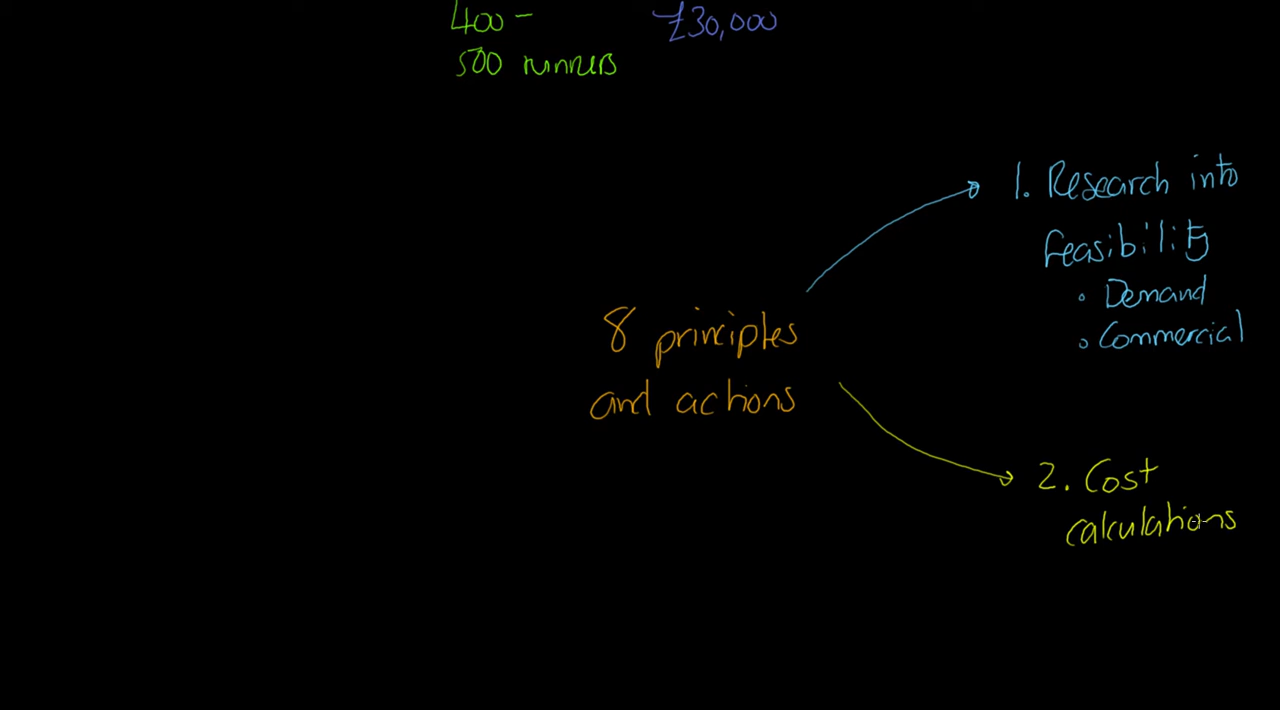 400 - £30,000
500 runners
1. Research into
feasibility
• Demand
• Commercial
8 principles
and actions
2. Cost
calculations